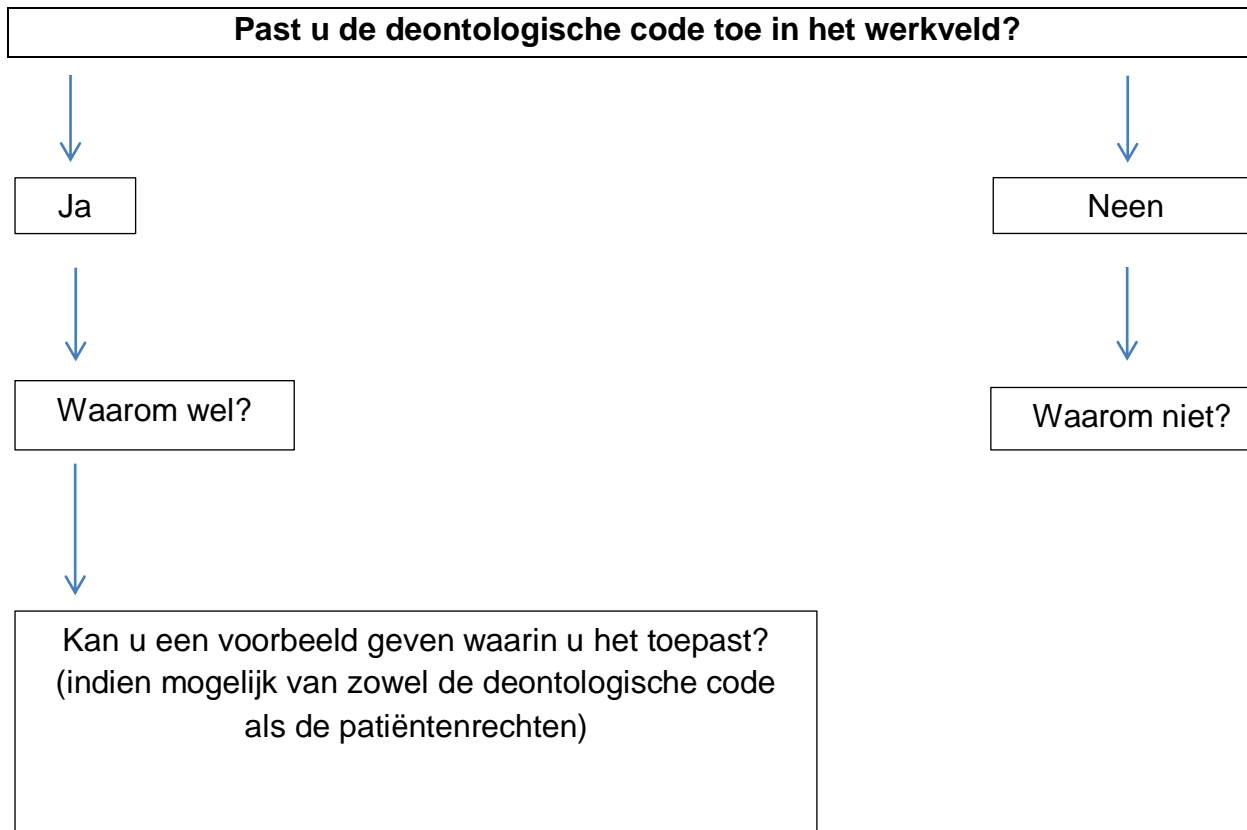 Past u de deontologische code toe in het werkveld?
Ja
Neen
Waarom wel?
Waarom niet?
Kan u een voorbeeld geven waarin u het toepast?
(indien mogelijk van zowel de deontologische code
als de patiëntenrechten)